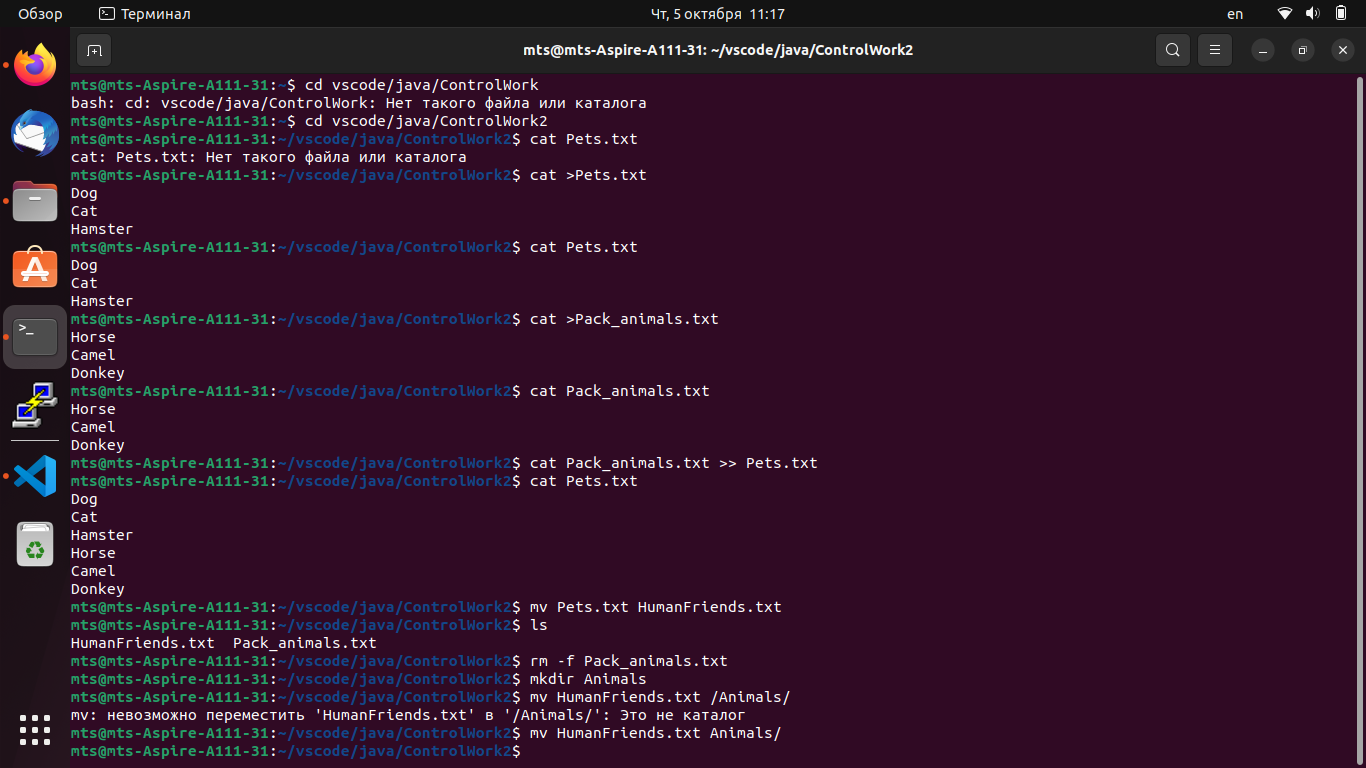 Обзор
Терминал
Чт, 5 октября 11:17
en
mts@mts-Aspire-A111-31: ~/vscode/java/ControlWork2
mts@mts-Aspire-A111-31:~$ cd vscode/java/ControlWork
bash: cd: vscode/java/ControlWork: Нет такого файла или каталога
mts@mts-Aspire-A111-31:~$ cd vscode/java/ControlWork2
mts@mts-Aspire-A111-31:~/vscode/java/ControlWork2$ cat Pets.txt
cat: Pets.txt: Нет такого файла или каталога
mts@mts-Aspire-A111-31:~/vscode/java/ControlWork2$ cat >Pets.txt
Dog
Cat
Hamster
mts@mts-Aspire-A111-31:~/vscode/java/ControlWork2$ cat Pets.txt
Dog
Cat
Hamster
mts@mts-Aspire-A111-31:~/vscode/java/ControlWork2$ cat >Pack_animals.txt
Horse
Camel
Donkey
mts@mts-Aspire-A111-31:~/vscode/java/ControlWork2$ cat Pack_animals.txt
Horse
Camel
Donkey
mts@mts-Aspire-A111-31:~/vscode/java/ControlWork2$ cat Pack_animals.txt >> Pets.txt
mts@mts-Aspire-A111-31:~/vscode/java/ControlWork2$ cat Pets.txt
Dog
Cat
Hamster
Horse
Camel
Donkey
mts@mts-Aspire-A111-31:~/vscode/java/ControlWork2$ mv Pets.txt HumanFriends.txt
mts@mts-Aspire-A111-31:~/vscode/java/ControlWork2$ ls
HumanFriends.txt  Pack_animals.txt
mts@mts-Aspire-A111-31:~/vscode/java/ControlWork2$ rm -f Pack_animals.txt
mts@mts-Aspire-A111-31:~/vscode/java/ControlWork2$ mkdir Animals
mts@mts-Aspire-A111-31:~/vscode/java/ControlWork2$ mv HumanFriends.txt /Animals/
mv: невозможно переместить 'HumanFriends.txt' в '/Animals/': Это не каталог
mts@mts-Aspire-A111-31:~/vscode/java/ControlWork2$ mv HumanFriends.txt Animals/
mts@mts-Aspire-A111-31:~/vscode/java/ControlWork2$